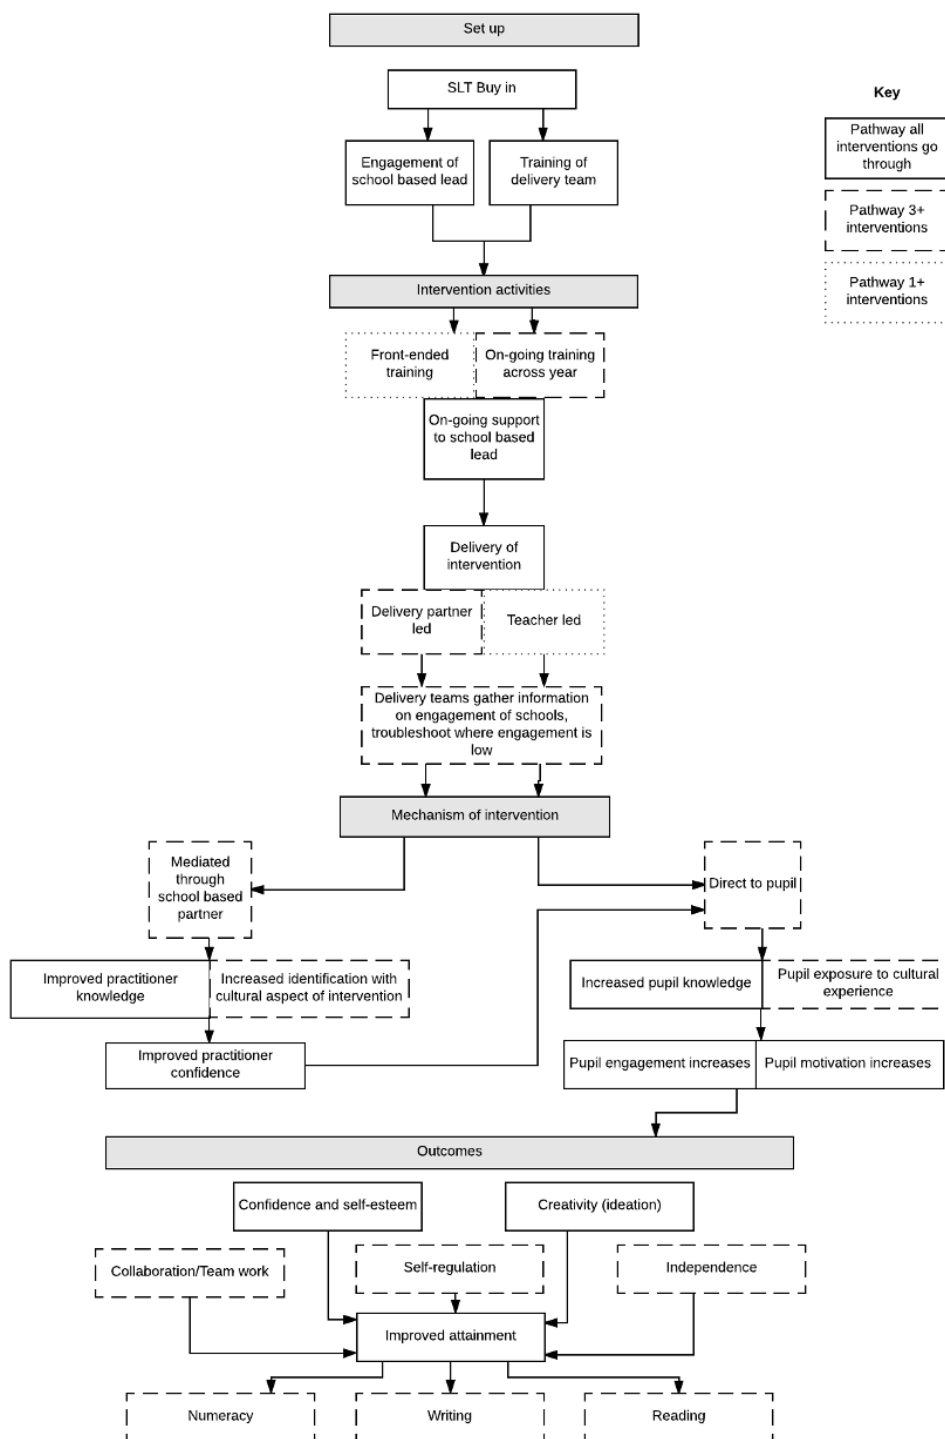 Set up
SLT Buy in
Engagement of
school based lead
Training of
delivery team
Key
Pathway all
interventions go
through
Pathway 3+
interventions
Pathway 1+
interventions
Intervention activities
Front-ended
training
On-going training
across year
On-going support
to school based
lead
Delivery of
intervention
Delivery partner
led
Teacher led
Delivery teams gather information
on engagement of schools,
troubleshoot where engagement is
low
Mechanism of intervention
Mediated
through
school based
partner
Direct to pupil
Improved practitioner
knowledge
Increased identification with
cultural aspect of intervention
Increased pupil knowledge
Pupil exposure to cultural
experience
Improved practitioner
confidence
Pupil engagement increases
Pupil motivation increases
Outcomes
Confidence and self-esteem
Creativity (ideation)
Collaboration/Team work
Self-regulation
Independence
Improved attainment
Numeracy
Writing
Reading